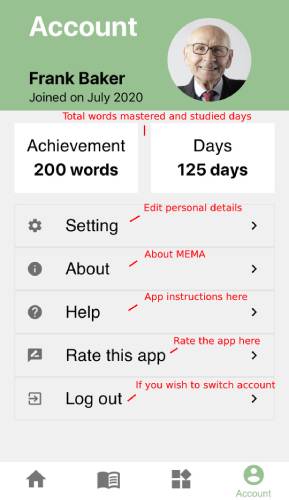 Account
Frank Baker
Joined on July 2020
Total words mastered and studied days
Achievement
200 words
Days
125 days
Edit personal details
Setting
About MEMA
About
App instructions here
Help
Rate the app here
Rate this app
If you wish to switch account
Log out
Account